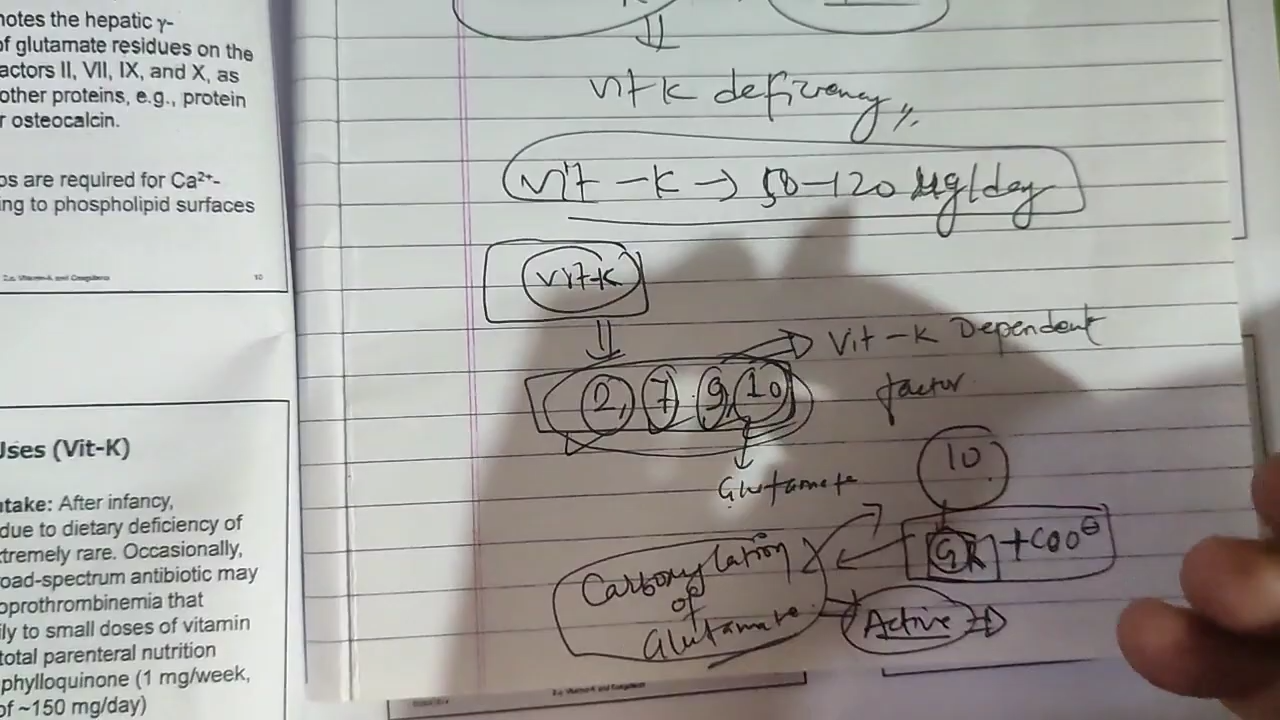 notes the hepatic γ-
of glutamate residues on the
actors II, VII, IX, and X, as
other proteins, e.g., protein
r osteocalcin.
os are required for Ca²⁺-
ing to phospholipid surfaces
10
Uses (Vit-K)
ntake: After infancy,
due to dietary deficiency of
xtremely rare. Occasionally,
road-spectrum antibiotic may
oprothrombinemia that
ily to small doses of vitamin
total parenteral nutrition
phylloquinone (1 mg/week,
of ~150 mg/day)
vit k deficiency
Vit-K → 50-120 μg/day
Vit-K
2, 7, 9, 10
Vit-K Dependent
factor
Glutamate
10
+COO⊖
Carboxylation
of
Glutamate
Active